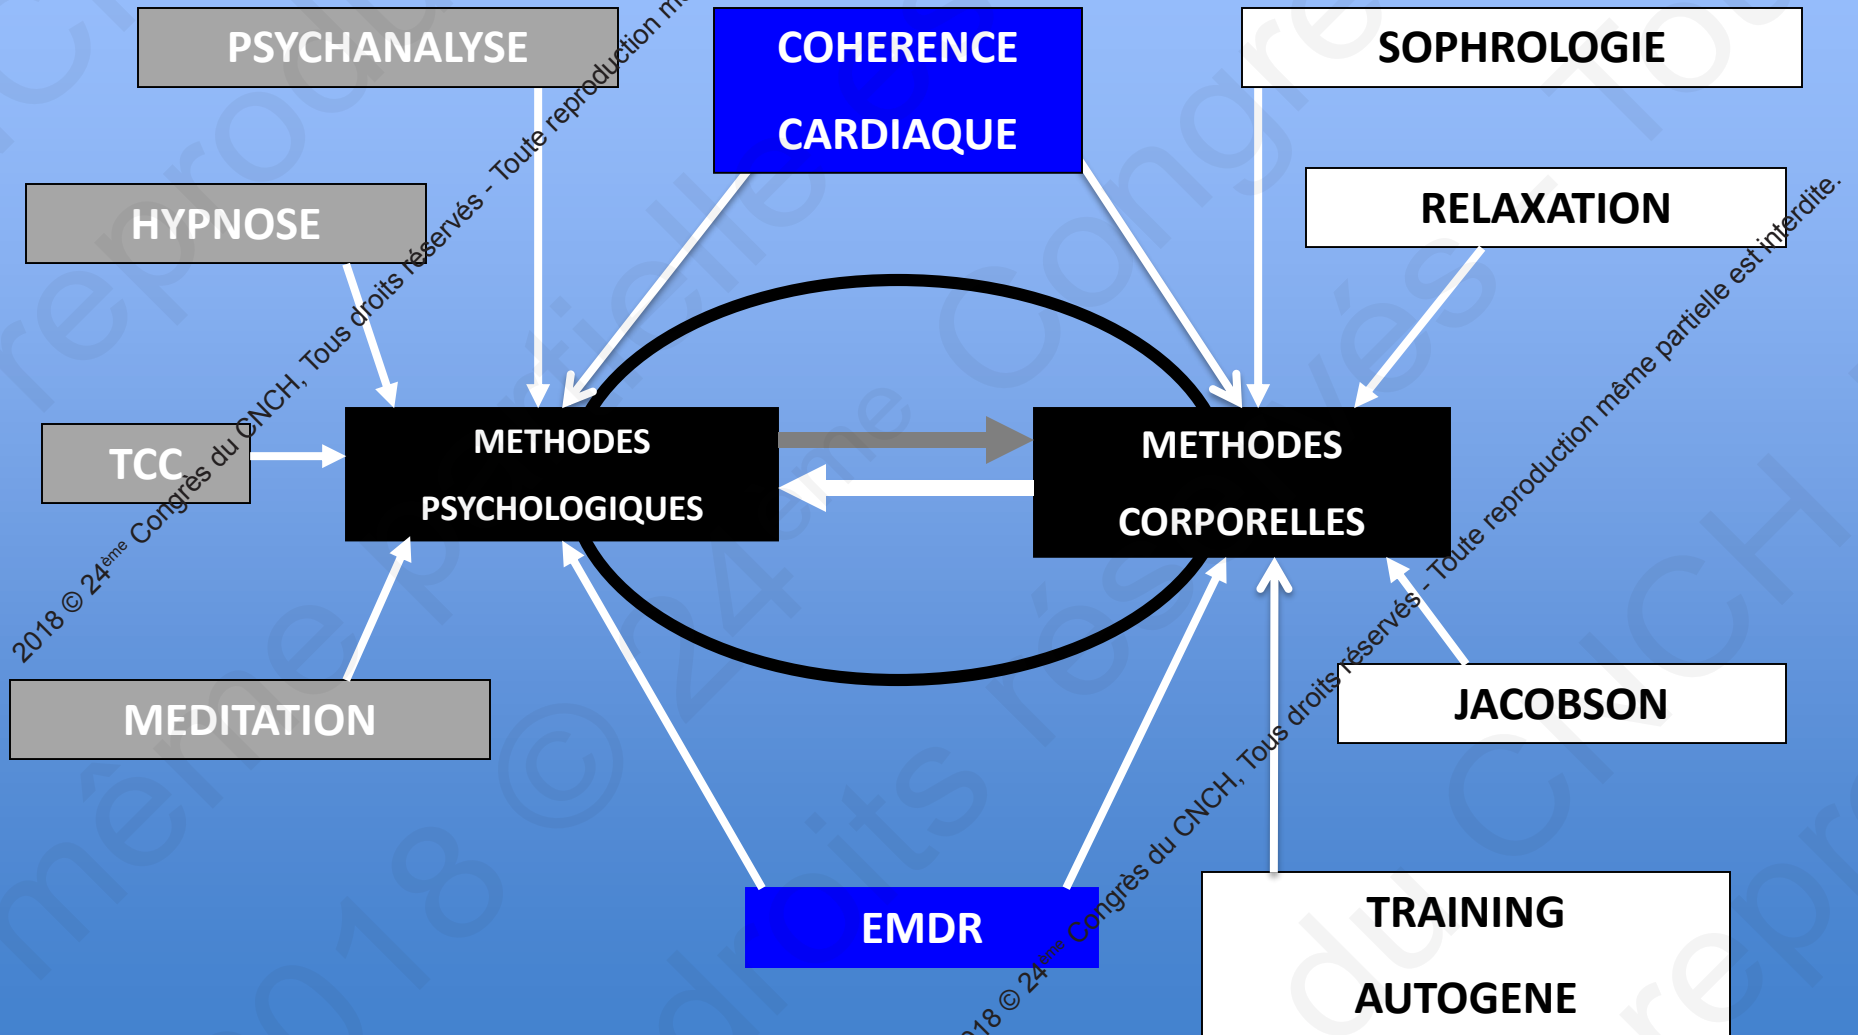 PSYCHANALYSE
COHERENCE
CARDIAQUE
SOPHROLOGIE
HYPNOSE
RELAXATION
METHODES
PSYCHOLOGIQUES
METHODES
CORPORELLES
TCC
MEDITATION
JACOBSON
EMDR
TRAINING
AUTOGENE
2018 © 24ème Congrès du CNCH, Tous droits réservés - Toute reproduction
2018 © 24ème Congrès du CNCH, Tous droits réservés - Toute reproduction même partielle est interdite.